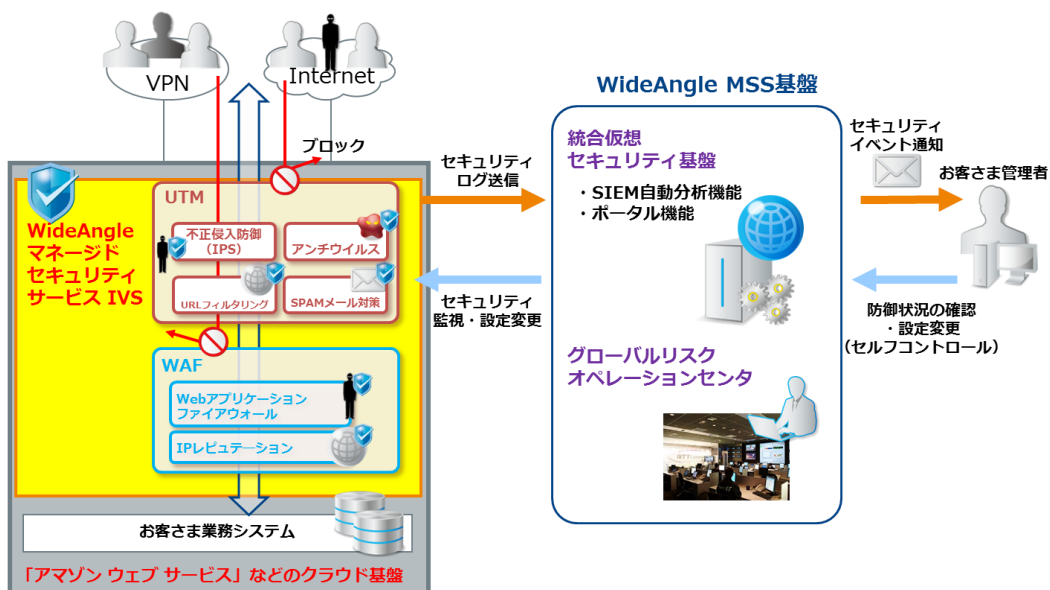 VPN
Internet
ブロック
WideAngle
マネージド
セキュリティ
サービス IVS
UTM
不正侵入防御
（IPS）
アンチウイルス
URLフィルタリング
SPAMメール対策
WAF
Webアプリケーション
ファイアウォール
IPレピュテーション
お客さま業務システム
「アマゾン ウェブ サービス」などのクラウド基盤
セキュリティ
ログ送信
セキュリティ
監視・設定変更
WideAngle MSS基盤
統合仮想
セキュリティ基盤
・SIEM自動分析機能
・ポータル機能
グローバルリスク
オペレーションセンタ
セキュリティ
イベント通知
お客さま管理者
防御状況の確認
・設定変更
（セルフコントロール）